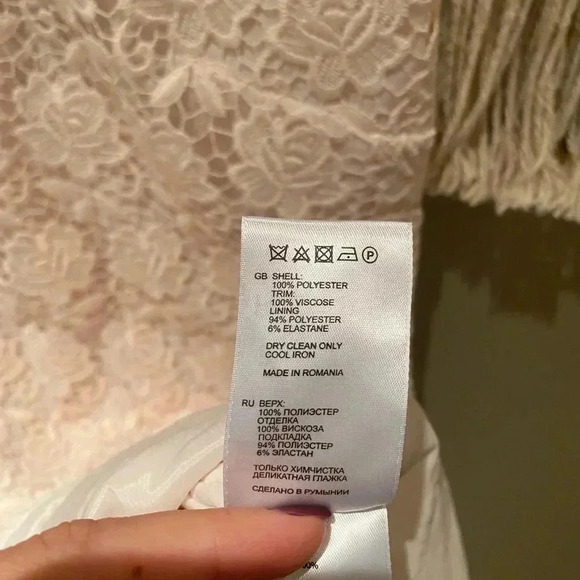 P
GB SHELL:
100% POLYESTER
TRIM:
100% VISCOSE
LINING
94% POLYESTER
6% ELASTANE
DRY CLEAN ONLY
COOL IRON
MADE IN ROMANIA
RU ВЕРХ:
100% ПОЛИЭСТЕР
ОТДЕЛКА
100% ВИСКОЗА
ПОДКЛАДКА
94% ПОЛИЭСТЕР
6% ЭЛАСТАН
ТОЛЬКО ХИМЧИСТКА
ДЕЛИКАТНАЯ ГЛАЖКА
СДЕЛАНО В РУМЫНИИ